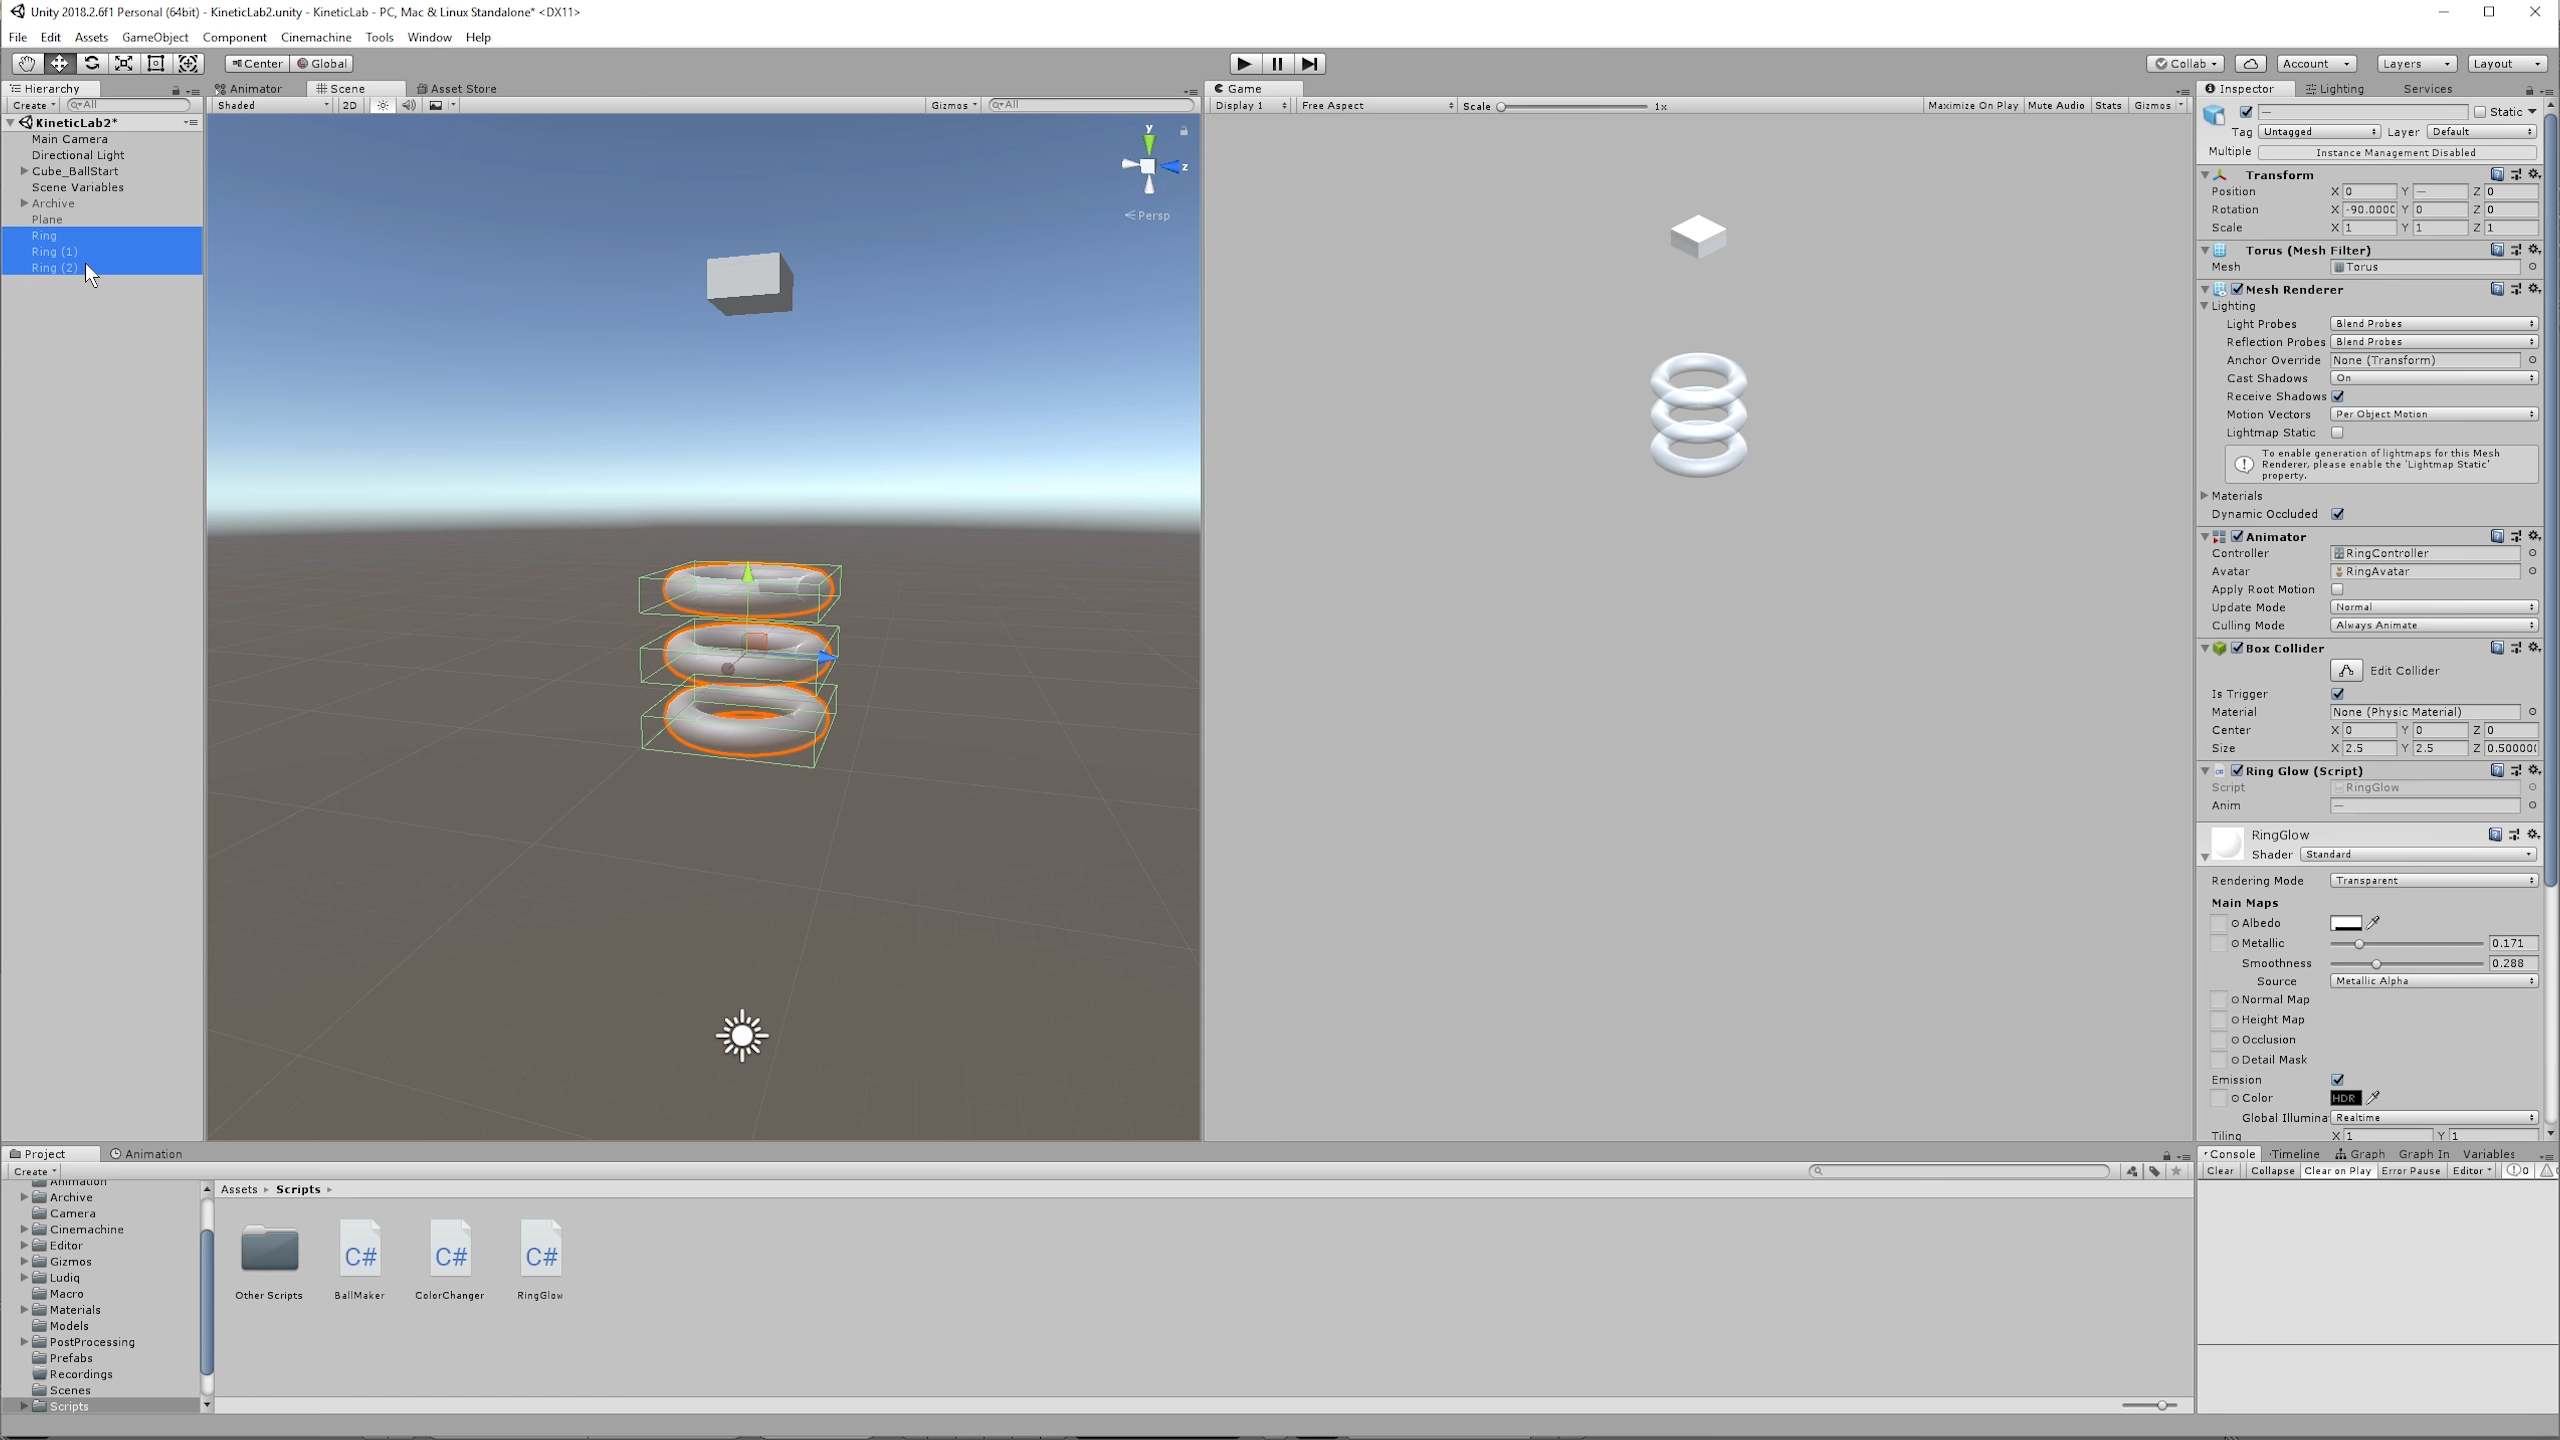 Unity 2018.2.6f1 Personal (64bit) - KineticLab2.unity - KineticLab - PC, Mac & Linux Standalone* <DX11>
File Edit Assets GameObject Component Cinemachine Tools Window Help
Center Global
Collab Account Layers Layout
Hierarchy
Create All
KineticLab2*
Main Camera
Directional Light
Cube_BallStart
Scene Variables
Archive
Plane
Ring
Ring (1)
Ring (2)
Animator Scene Asset Store
Shaded 2D Gizmos All
y
z
Persp
Game
Display 1 Free Aspect Scale 1x Maximize On Play Mute Audio Stats Gizmos
Inspector Lighting Services
— Static
Tag Untagged Layer Default
Multiple Instance Management Disabled
Transform
Position X 0 Y — Z 0
Rotation X -90.000 Y 0 Z 0
Scale X 1 Y 1 Z 1
Torus (Mesh Filter)
Mesh Torus
Mesh Renderer
Lighting
Light Probes Blend Probes
Reflection Probes Blend Probes
Anchor Override None (Transform)
Cast Shadows On
Receive Shadows
Motion Vectors Per Object Motion
Lightmap Static
To enable generation of lightmaps for this Mesh
Renderer, please enable the 'Lightmap Static'
property.
Materials
Dynamic Occluded
Animator
Controller RingController
Avatar RingAvatar
Apply Root Motion
Update Mode Normal
Culling Mode Always Animate
Box Collider
Edit Collider
Is Trigger
Material None (Physic Material)
Center X 0 Y 0 Z 0
Size X 2.5 Y 2.5 Z 0.50000
Ring Glow (Script)
Script RingGlow
Anim —
RingGlow
Shader Standard
Rendering Mode Transparent
Main Maps
Albedo
Metallic 0.171
Smoothness 0.288
Source Metallic Alpha
Normal Map
Height Map
Occlusion
Detail Mask
Emission
Color HDR
Global Illumina Realtime
Tiling X 1 Y 1
Project Animation
Create
Animation
Archive
Camera
Cinemachine
Editor
Gizmos
Ludiq
Macro
Materials
Models
PostProcessing
Prefabs
Recordings
Scenes
Scripts
Assets Scripts
C# C# C#
Other Scripts BallMaker ColorChanger RingGlow
Console Timeline Graph Graph In Variables
Clear Collapse Clear on Play Error Pause Editor 0